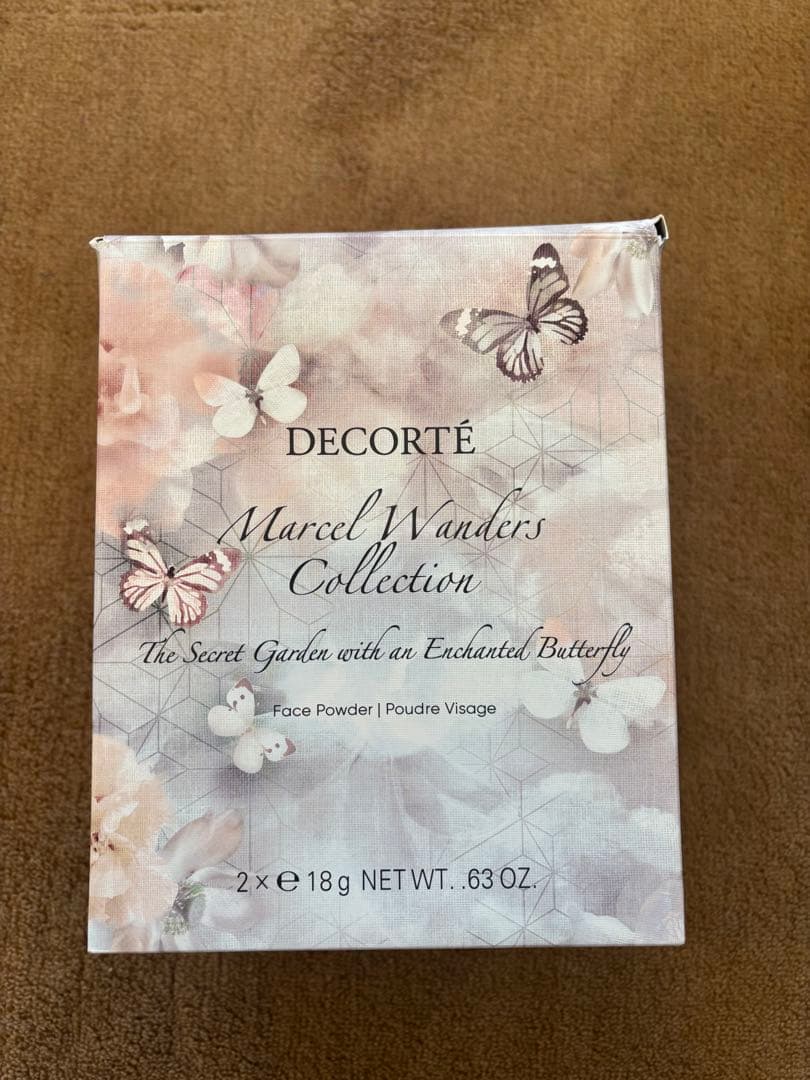 DECORTÉ
Marcel Wanders
Collection
The Secret Garden with an Enchanted Butterfly
Face Powder | Poudre Visage
2 x ℮ 18 g NET WT. .63 OZ.